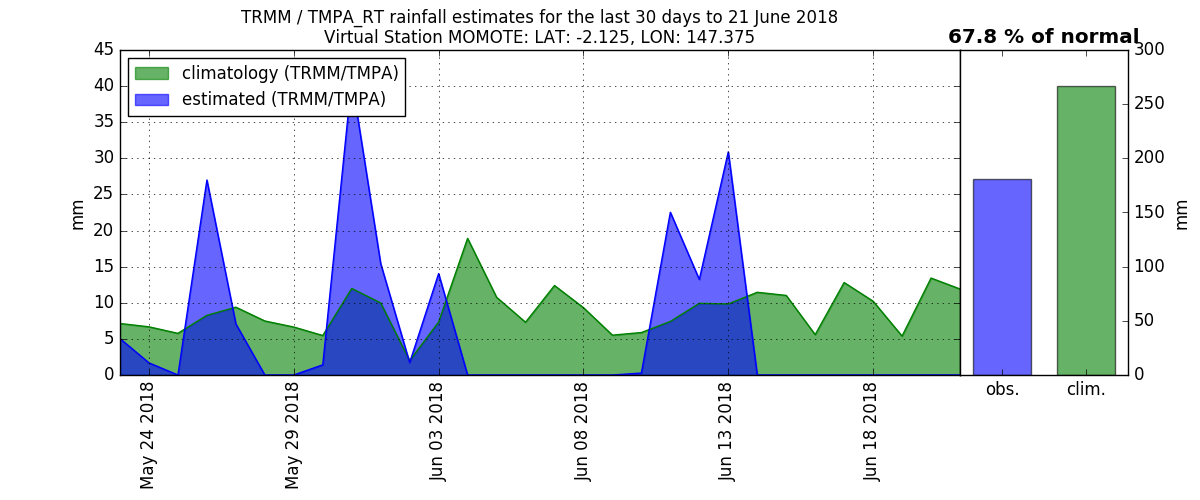 TRMM / TMPA_RT rainfall estimates for the last 30 days to 21 June 2018
Virtual Station MOMOTE: LAT: -2.125, LON: 147.375
67.8 % of normal
climatology (TRMM/TMPA)
estimated (TRMM/TMPA)
45
40
35
30
25
20
15
10
5
0
mm
May 24 2018
May 29 2018
Jun 03 2018
Jun 08 2018
Jun 13 2018
Jun 18 2018
300
250
200
150
100
50
0
mm
obs.
clim.